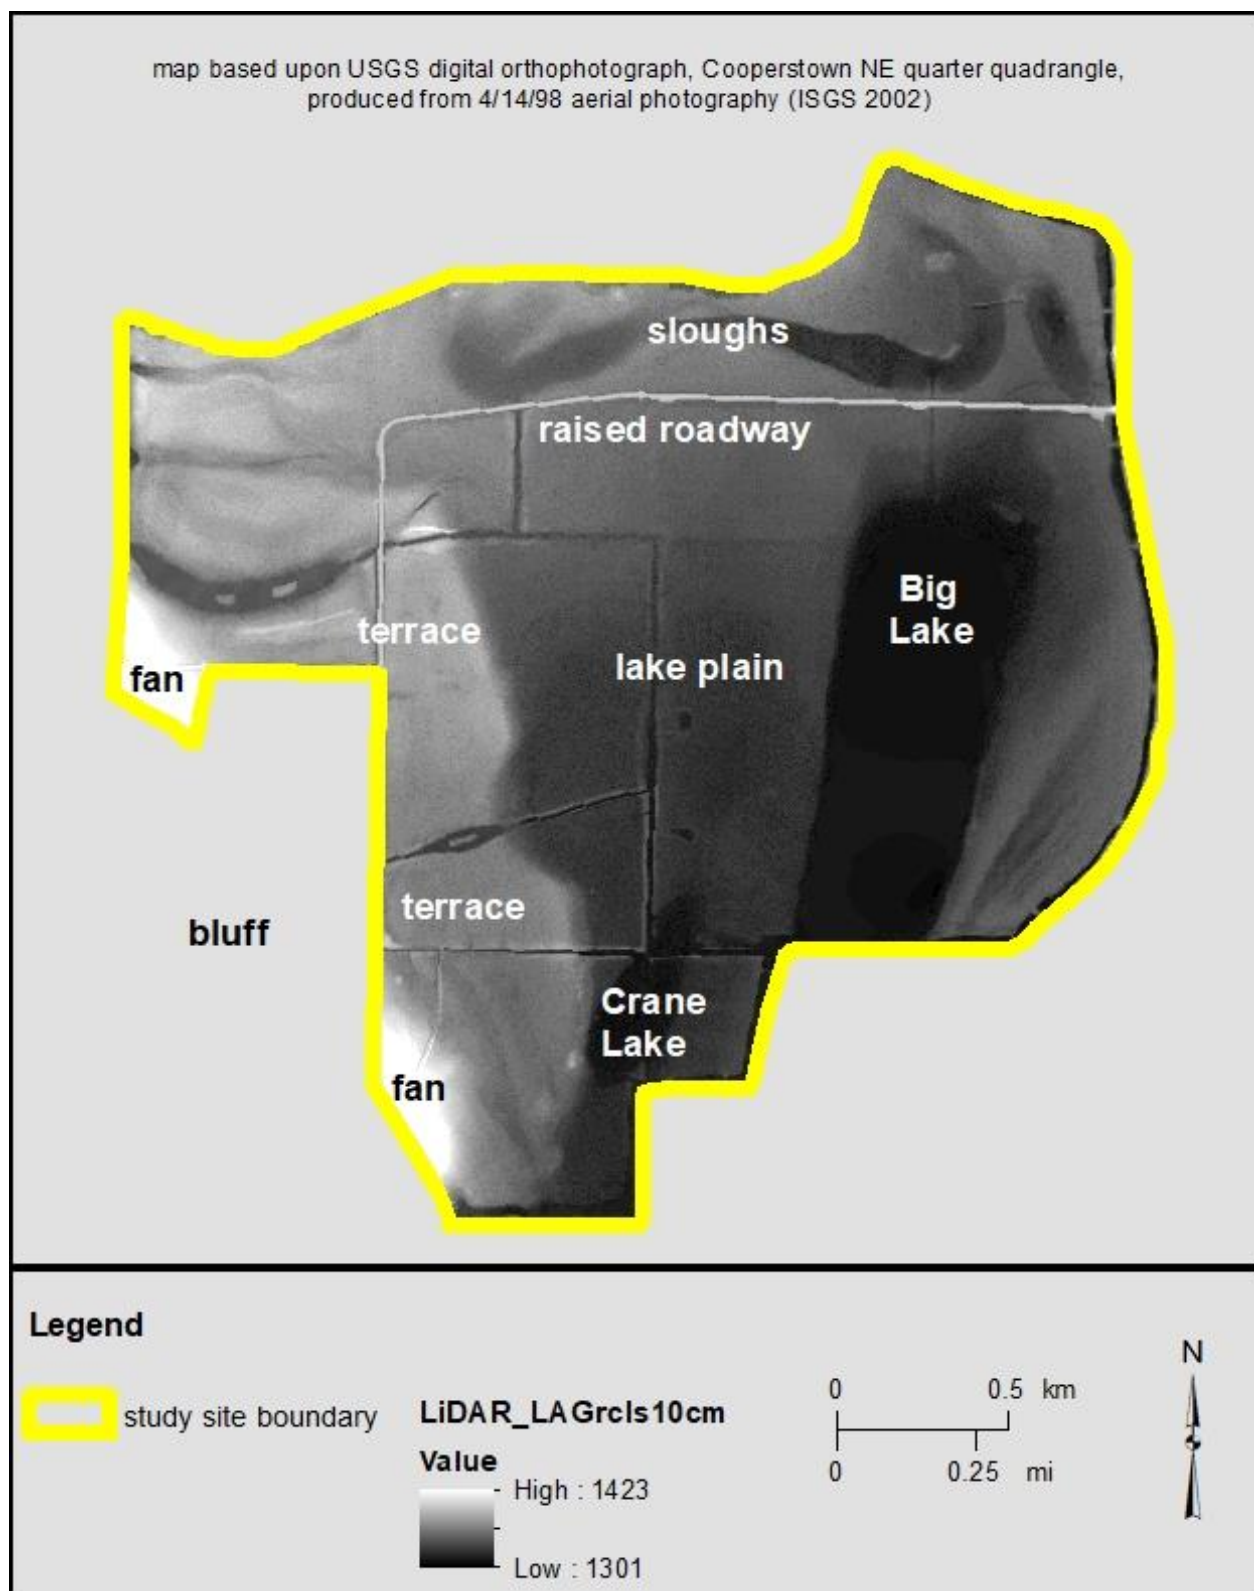 map based upon USGS digital orthophotograph, Cooperstown NE quarter quadrangle,
produced from 4/14/98 aerial photography (ISGS 2002)
sloughs
raised roadway
Big
Lake
terrace
lake plain
fan
terrace
bluff
Crane
Lake
fan
Legend
study site boundary
LiDAR_LAGrcls10cm
Value
High : 1423
Low : 1301
0 0.5 km
0 0.25 mi
N